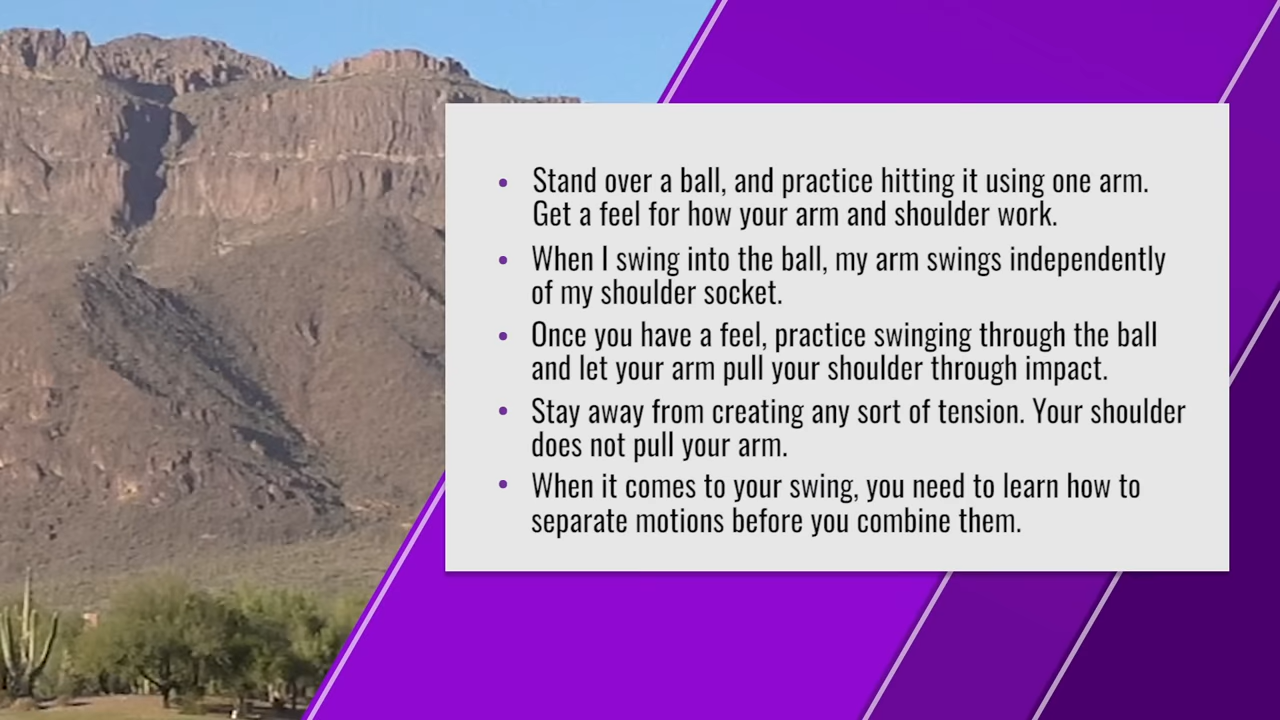 • Stand over a ball, and practice hitting it using one arm.
Get a feel for how your arm and shoulder work.
• When I swing into the ball, my arm swings independently
of my shoulder socket.
• Once you have a feel, practice swinging through the ball
and let your arm pull your shoulder through impact.
• Stay away from creating any sort of tension. Your shoulder
does not pull your arm.
• When it comes to your swing, you need to learn how to
separate motions before you combine them.